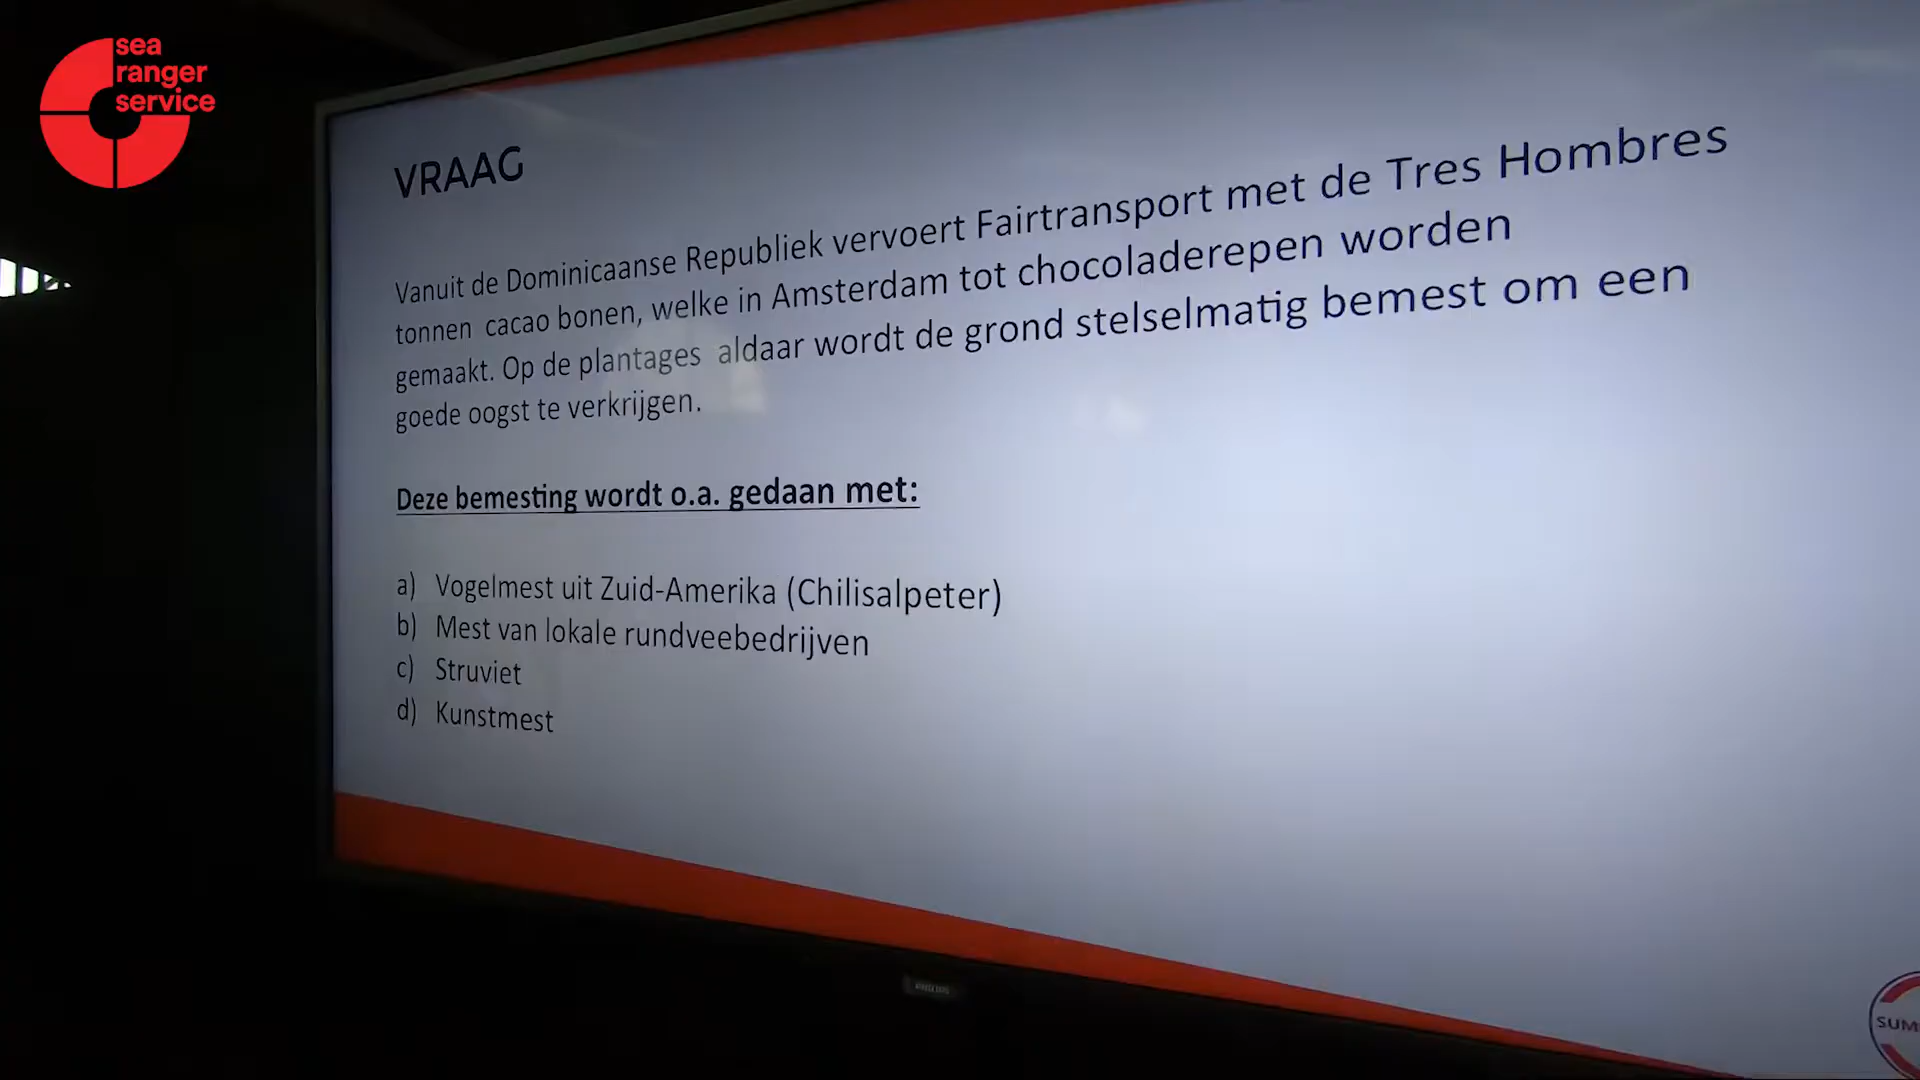 sea
ranger
service
VRAAG
Vanuit de Dominicaanse Republiek vervoert Fairtransport met de Tres Hombres
tonnen cacao bonen, welke in Amsterdam tot chocoladerepen worden
gemaakt. Op de plantages aldaar wordt de grond stelselmatig bemest om een
goede oogst te verkrijgen.
Deze bemesting wordt o.a. gedaan met:
a) Vogelmest uit Zuid-Amerika (Chilisalpeter)
b) Mest van lokale rundveebedrijven
c) Struviet
d) Kunstmest
SUM